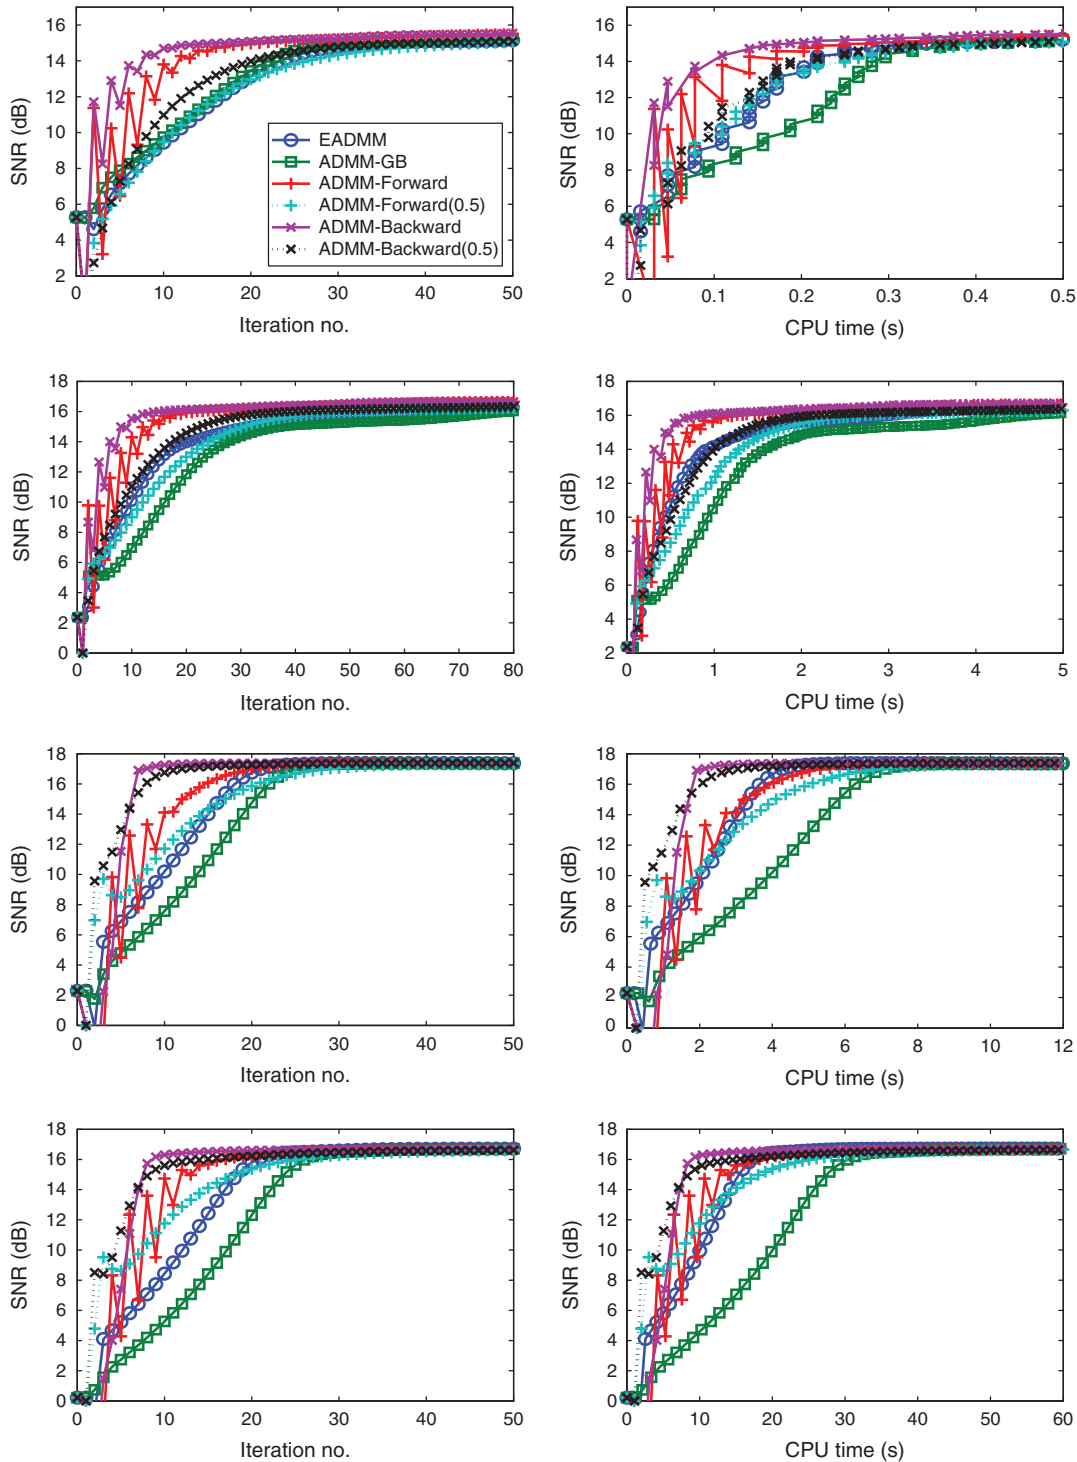 16
14
12
10
8
6
4
2
SNR (dB)
0 10 20 30 40 50
Iteration no.
EADMM
ADMM-GB
ADMM-Forward
ADMM-Forward(0.5)
ADMM-Backward
ADMM-Backward(0.5)
16
14
12
10
8
6
4
2
SNR (dB)
0 0.1 0.2 0.3 0.4 0.5
CPU time (s)
18
16
14
12
10
8
6
4
2
0
SNR (dB)
0 10 20 30 40 50 60 70 80
Iteration no.
18
16
14
12
10
8
6
4
2
SNR (dB)
0 1 2 3 4 5
CPU time (s)
18
16
14
12
10
8
6
4
2
0
SNR (dB)
0 10 20 30 40 50
Iteration no.
18
16
14
12
10
8
6
4
2
0
SNR (dB)
0 2 4 6 8 10 12
CPU time (s)
18
16
14
12
10
8
6
4
2
0
SNR (dB)
0 10 20 30 40 50
Iteration no.
18
16
14
12
10
8
6
4
2
0
SNR (dB)
0 10 20 30 40 50 60
CPU time (s)